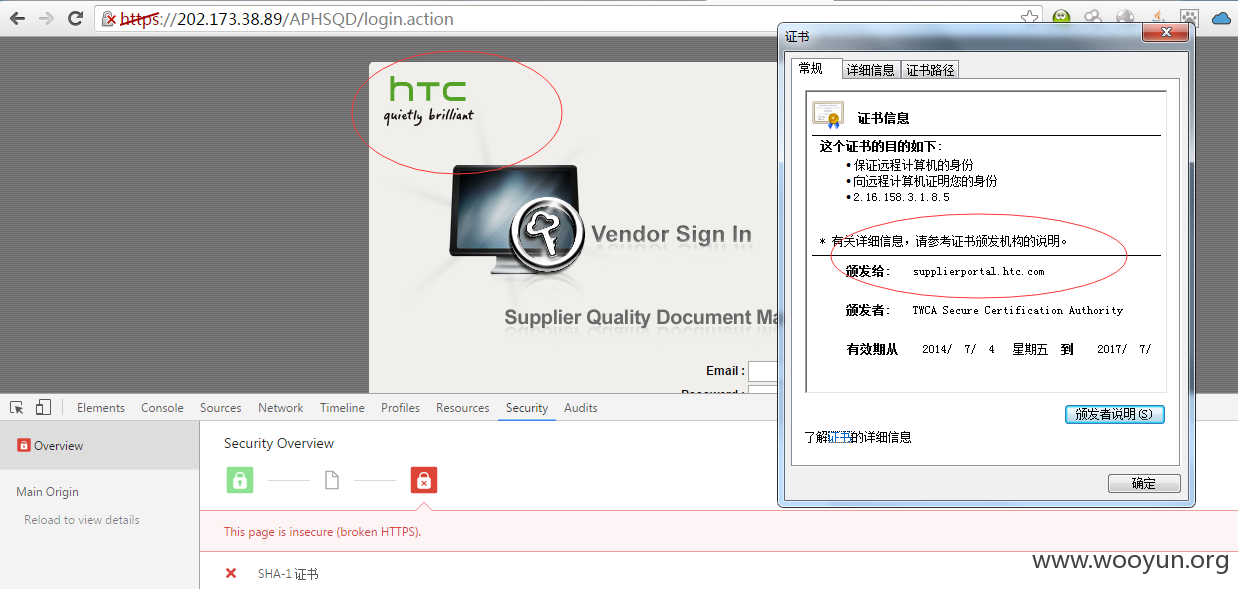 https://202.173.38.89/APHSQD/login.action
hTC
quietly brilliant
Vendor Sign In
Supplier Quality Document Ma
Email :
证书
常规
详细信息
证书路径
证书信息
这个证书的目的如下:
•保证远程计算机的身份
•向远程计算机证明您的身份
•2.16.158.3.1.8.5
* 有关详细信息，请参考证书颁发机构的说明。
颁发给: supplierportal.htc.com
颁发者: TWCA Secure Certification Authority
有效期从 2014/ 7/ 4 星期五 到 2017/ 7/
颁发者说明(S)
了解证书的详细信息
确定
Elements Console Sources Network Timeline Profiles Resources Security Audits
Overview
Main Origin
Reload to view details
Security Overview
This page is insecure (broken HTTPS).
SHA-1 证书
www.wooyun.org